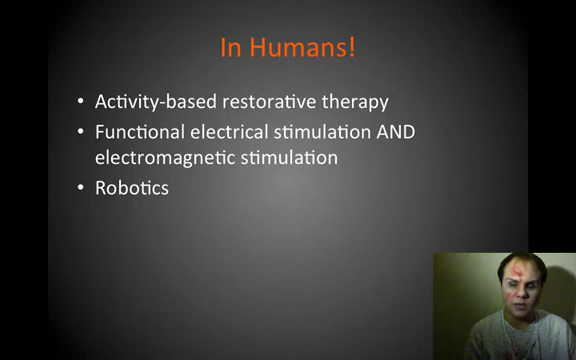 In Humans!
• Activity-based restorative therapy
• Functional electrical stimulation AND
electromagnetic stimulation
• Robotics